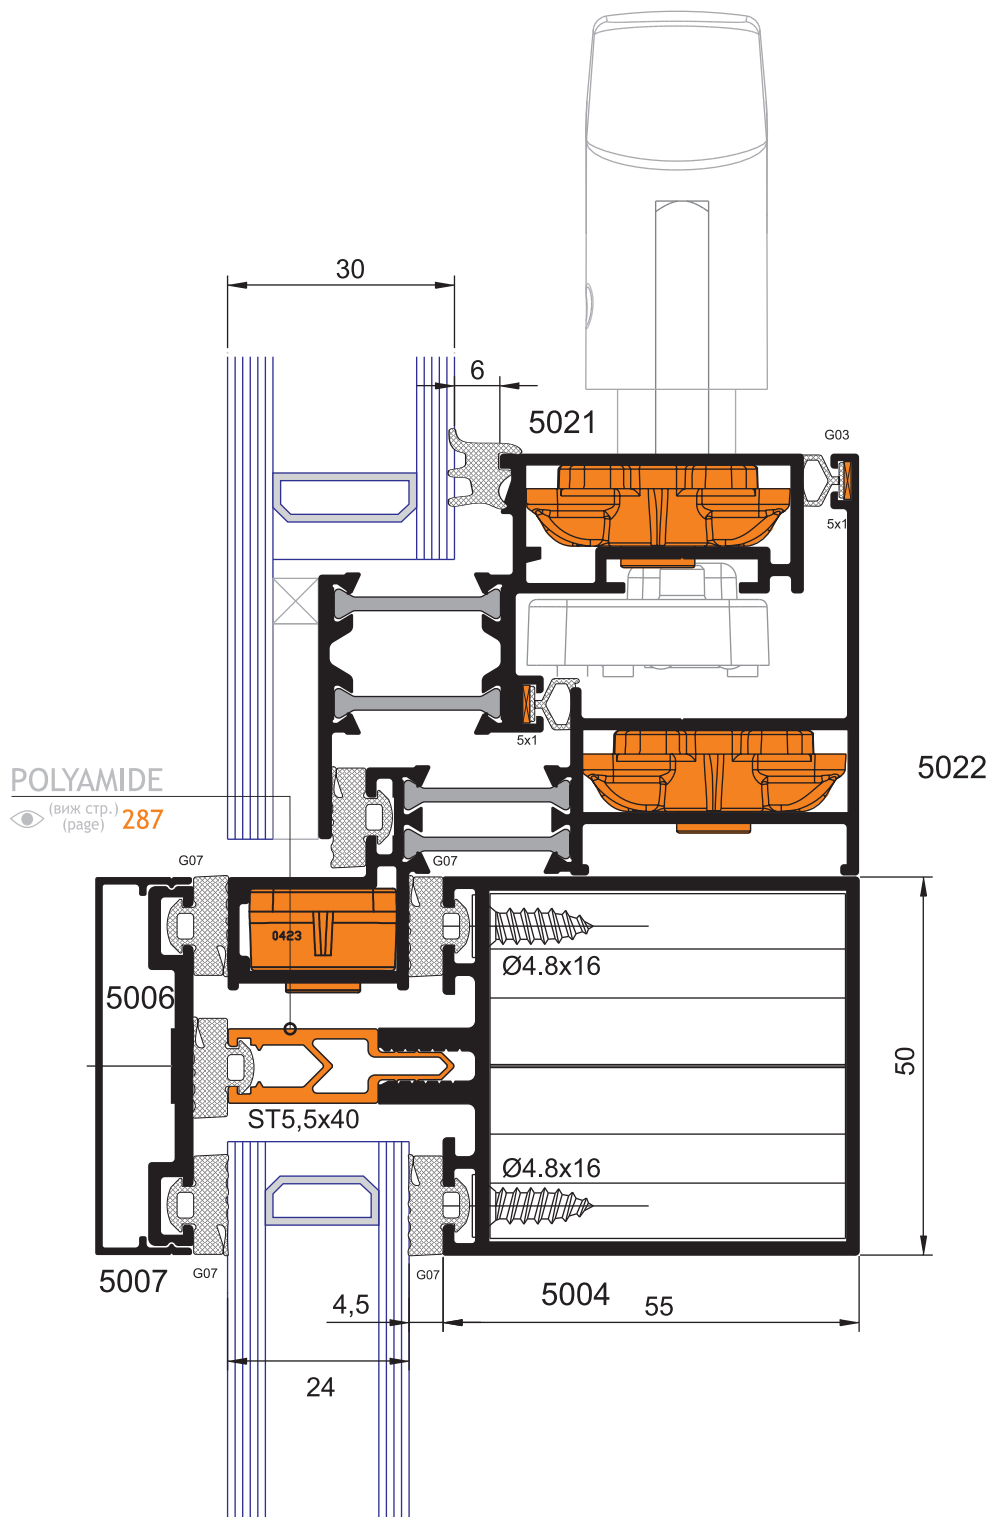 30
6
5021
G03
5x1
5x1
5022
POLYAMIDE
(виж стр.)
(page) 287
G07
G07
0423
Ø4.8x16
5006
50
ST5,5x40
Ø4.8x16
G07
G07
5007
5004
4,5
55
24